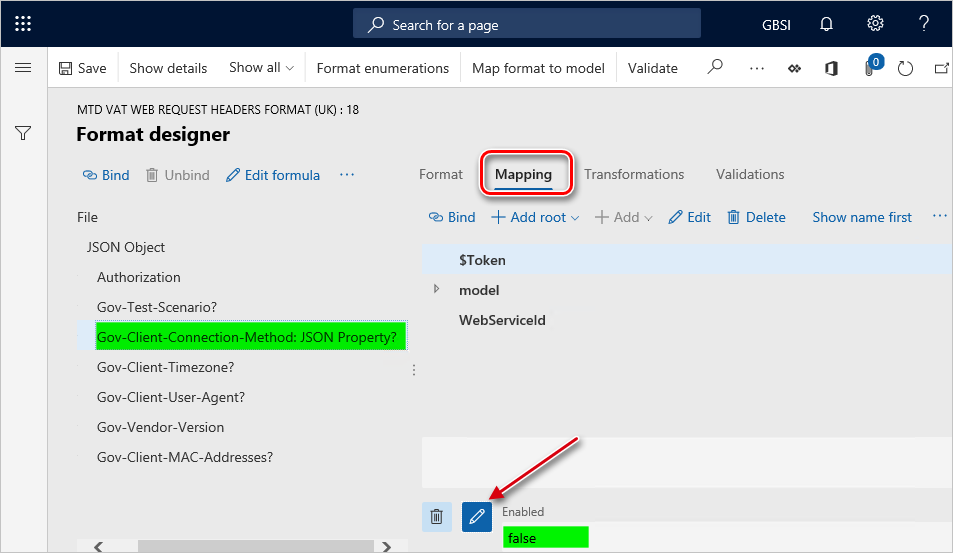 Search for a page
GBSI
?
Save
Show details
Show all
Format enumerations
Map format to model
Validate
...
0
MTD VAT WEB REQUEST HEADERS FORMAT (UK) : 18
Format designer
Bind
Unbind
Edit formula
...
Format
Mapping
Transformations
Validations
Bind
Add root
Add
Edit
Delete
Show name first
...
File
JSON Object
Authorization
Gov-Test-Scenario?
Gov-Client-Connection-Method: JSON Property?
Gov-Client-Timezone?
Gov-Client-User-Agent?
Gov-Vendor-Version
Gov-Client-MAC-Addresses?
$Token
model
WebServiceId
Enabled
false